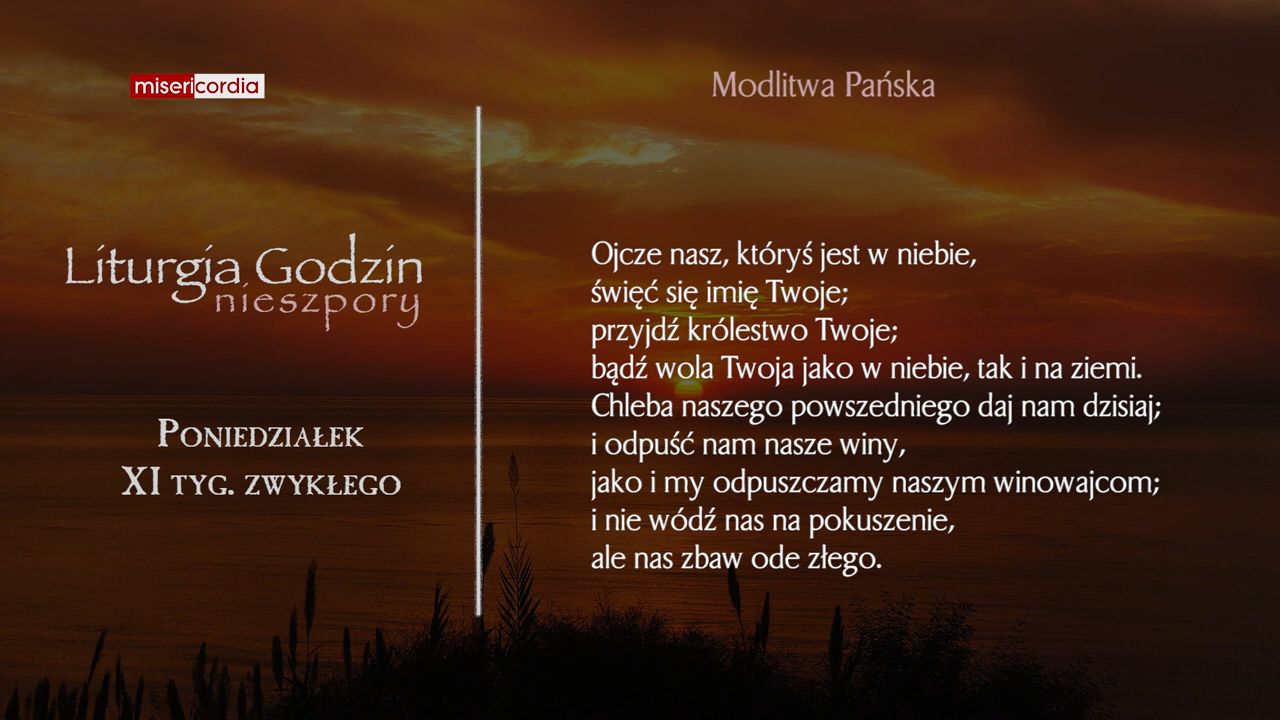 misericordia
Liturgia Godzin
nieszpory
Poniedziałek
XI tyg. zwykłego
Modlitwa Pańska
Ojcze nasz, któryś jest w niebie,
święć się imię Twoje;
przyjdź królestwo Twoje;
bądź wola Twoja jako w niebie, tak i na ziemi.
Chleba naszego powszedniego daj nam dzisiaj;
i odpuść nam nasze winy,
jako i my odpuszczamy naszym winowajcom;
i nie wódź nas na pokuszenie,
ale nas zbaw ode złego.